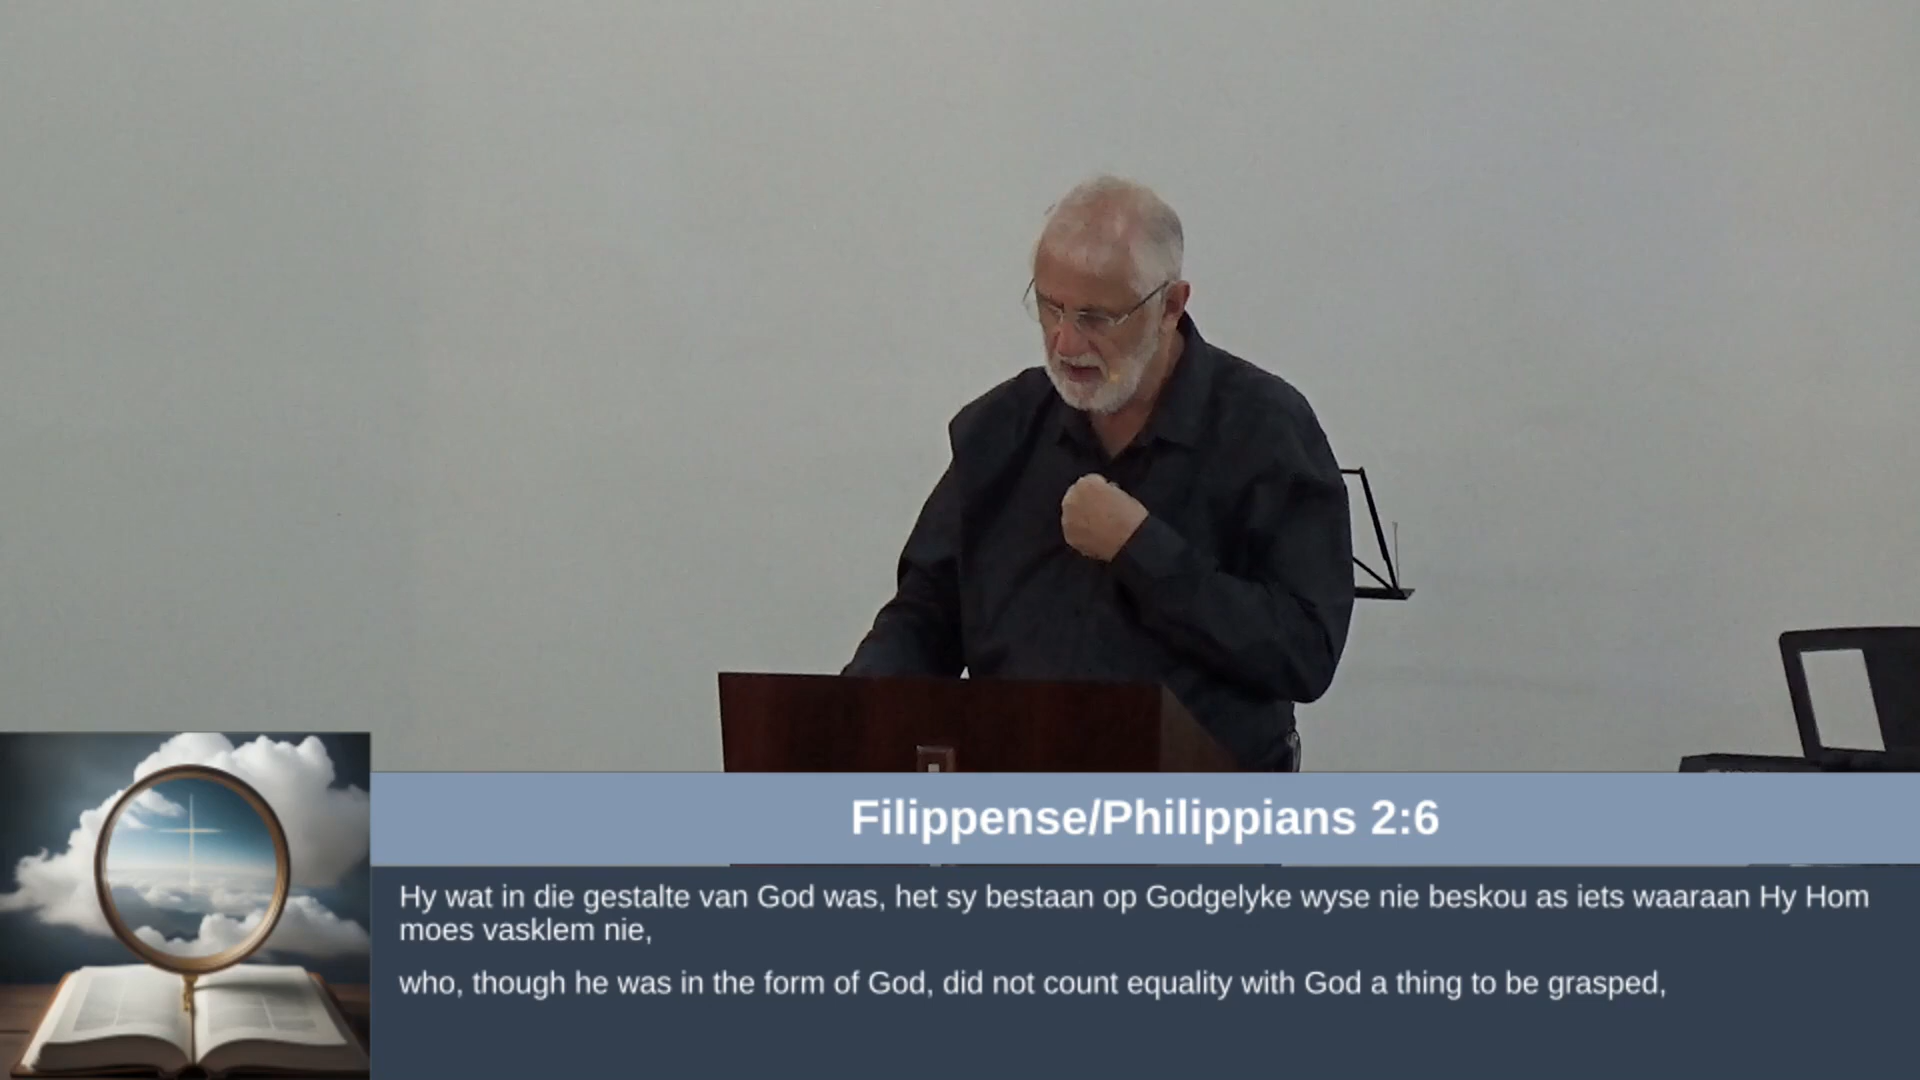 Filippense/Philippians 2:6
Hy wat in die gestalte van God was, het sy bestaan op Godgelyke wyse nie beskou as iets waaraan Hy Hom
moes vasklem nie,
who, though he was in the form of God, did not count equality with God a thing to be grasped,